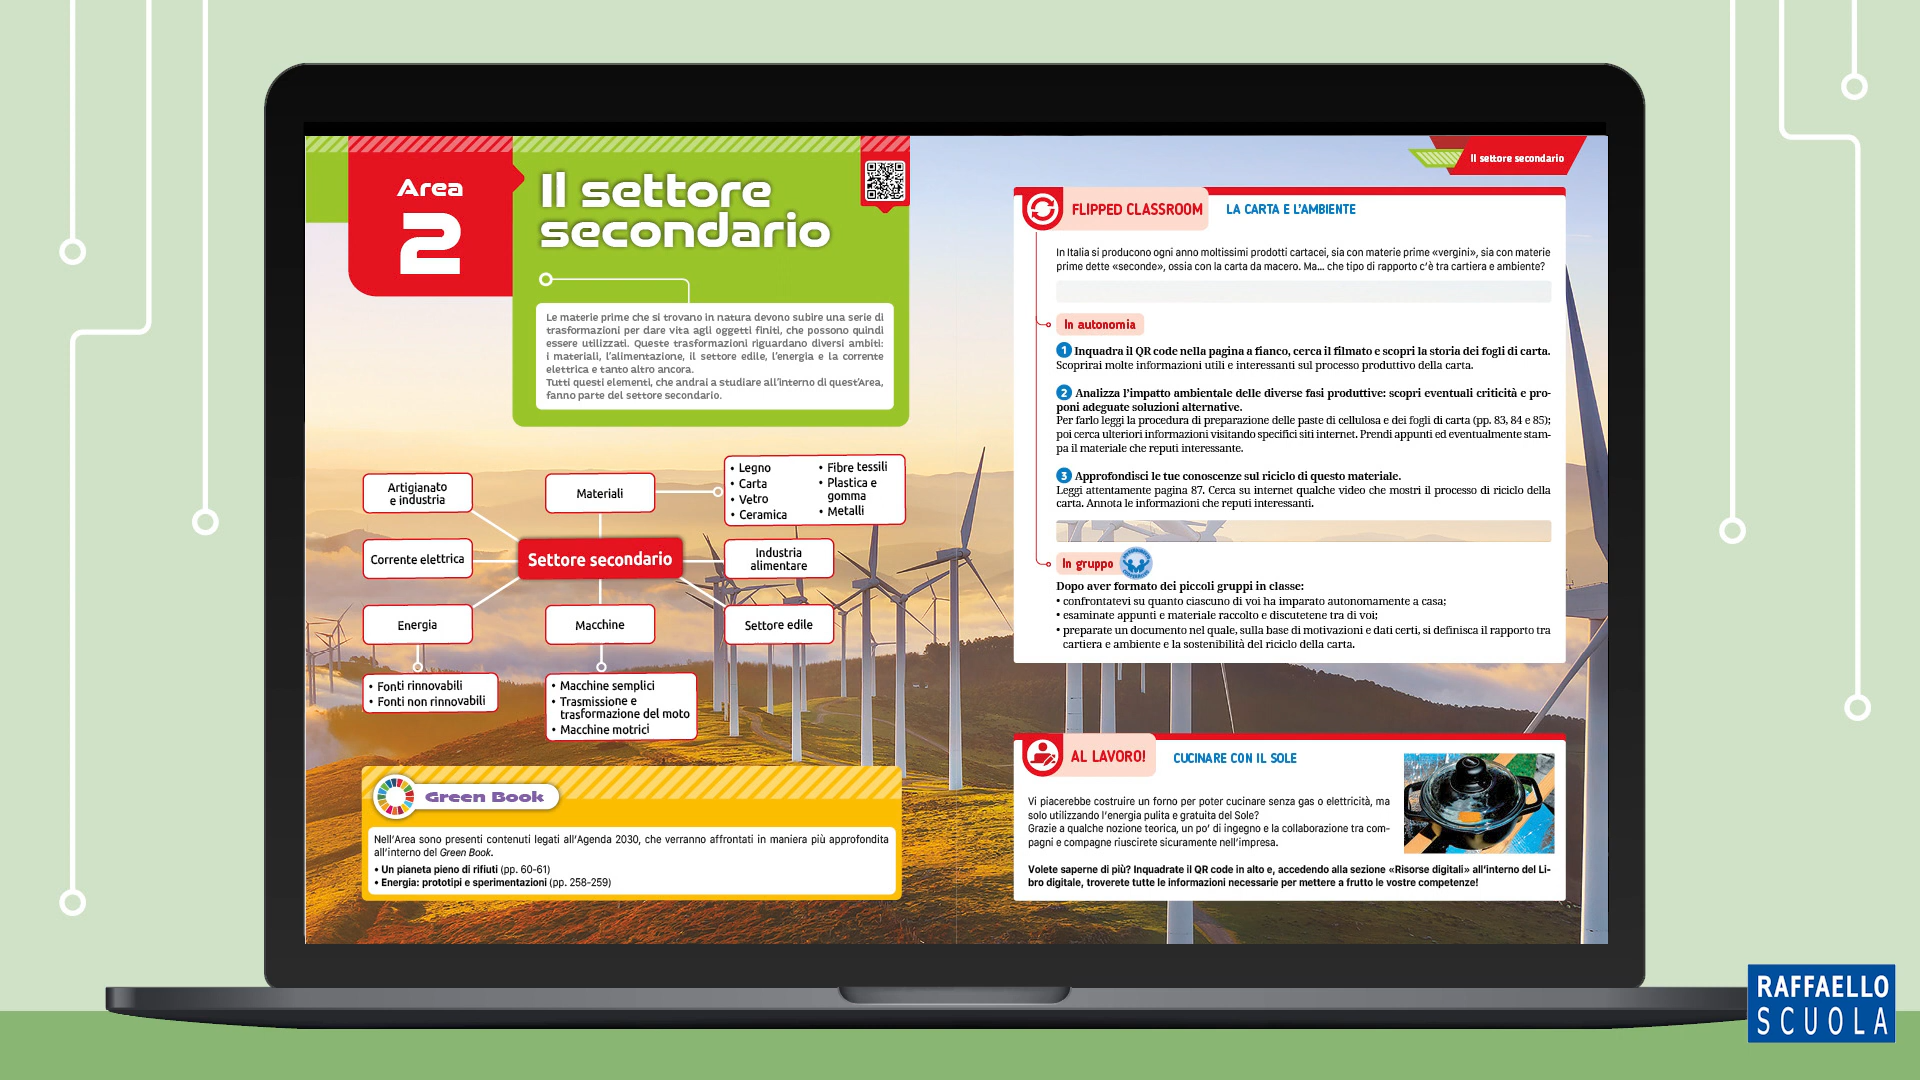 Area
2
Il settore
secondario
Le materie prime che si trovano in natura devono subire una serie di
trasformazioni per dare vita agli oggetti finiti, che possono quindi
essere utilizzati. Queste trasformazioni riguardano diversi ambiti:
i materiali, l'alimentazione, il settore edile, l'energia e la corrente
elettrica e tanto altro ancora.
Tutti questi elementi, che andrai a studiare all'interno di quest'Area,
fanno parte del settore secondario.
Artigianato
e industria
Materiali
• Legno
• Carta
• Vetro
• Ceramica
• Fibre tessili
• Plastica e
gomma
• Metalli
Corrente elettrica
Settore secondario
Industria
alimentare
Energia
Macchine
Settore edile
• Fonti rinnovabili
• Fonti non rinnovabili
• Macchine semplici
• Trasmissione e
trasformazione del moto
• Macchine motrici
Green Book
Nell'Area sono presenti contenuti legati all'Agenda 2030, che verranno affrontati in maniera più approfondita
all'interno del Green Book.
• Un pianeta pieno di rifiuti (pp. 60-61)
• Energia: prototipi e sperimentazioni (pp. 258-259)
Il settore secondario
FLIPPED CLASSROOM LA CARTA E L'AMBIENTE
In Italia si producono ogni anno moltissimi prodotti cartacei, sia con materie prime «vergini», sia con materie
prime dette «seconde», ossia con la carta da macero. Ma... che tipo di rapporto c'è tra cartiera e ambiente?
In autonomia
1 Inquadra il QR code nella pagina a fianco, cerca il filmato e scopri la storia dei fogli di carta.
Scoprirai molte informazioni utili e interessanti sul processo produttivo della carta.
2 Analizza l'impatto ambientale delle diverse fasi produttive: scopri eventuali criticità e pro-
poni adeguate soluzioni alternative.
Per farlo leggi la procedura di preparazione delle paste di cellulosa e dei fogli di carta (pp. 83, 84 e 85);
poi cerca ulteriori informazioni visitando specifici siti internet. Prendi appunti ed eventualmente stam-
pa il materiale che reputi interessante.
3 Approfondisci le tue conoscenze sul riciclo di questo materiale.
Leggi attentamente pagina 87. Cerca su internet qualche video che mostri il processo di riciclo della
carta. Annota le informazioni che reputi interessanti.
In gruppo
Dopo aver formato dei piccoli gruppi in classe:
• confrontatevi su quanto ciascuno di voi ha imparato autonomamente a casa;
• esaminate appunti e materiale raccolto e discutetene tra di voi;
• preparate un documento nel quale, sulla base di motivazioni e dati certi, si definisca il rapporto tra
cartiera e ambiente e la sostenibilità del riciclo della carta.
AL LAVORO! CUCINARE CON IL SOLE
Vi piacerebbe costruire un forno per poter cucinare senza gas o elettricità, ma
solo utilizzando l'energia pulita e gratuita del Sole?
Grazie a qualche nozione teorica, un po' di ingegno e la collaborazione tra com-
pagni e compagne riuscirete sicuramente nell'impresa.
Volete saperne di più? Inquadrate il QR code in alto e, accedendo alla sezione «Risorse digitali» all'interno del Li-
bro digitale, troverete tutte le informazioni necessarie per mettere a frutto le vostre competenze!
RAFFAELLO
SCUOLA